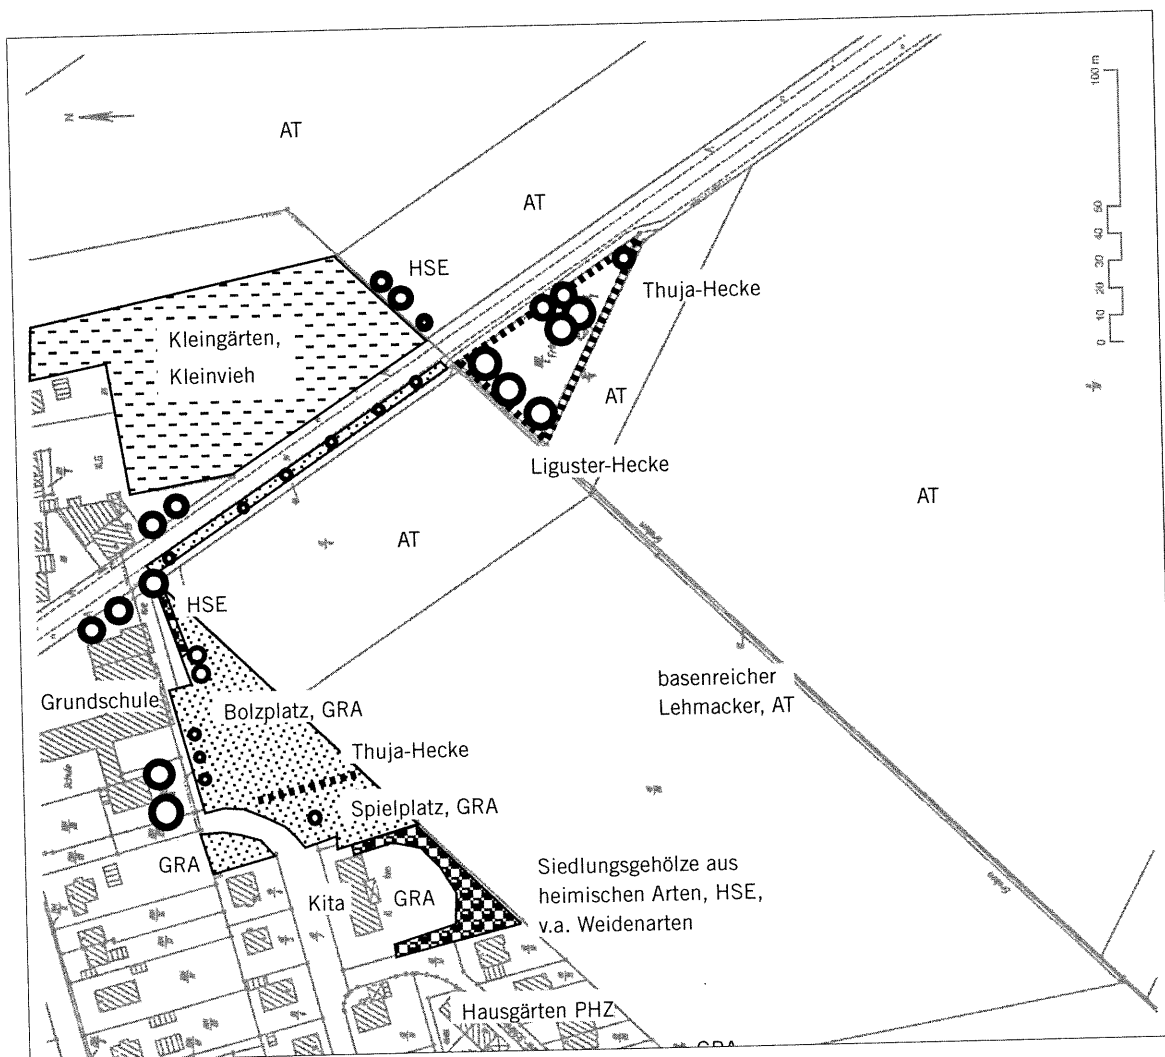 N
AT
100 m
50
40
30
20
10
0
AT
HSE
Thuja-Hecke
Kleingärten,
Kleinvieh
AT
Liguster-Hecke
AT
AT
HSE
basenreicher
Lehmacker, AT
Grundschule
Bolzplatz, GRA
Thuja-Hecke
Schule
Spielplatz, GRA
GRA
Siedlungsgehölze aus
heimischen Arten, HSE,
v.a. Weidenarten
Kita
GRA
Graben
Hausgärten PHZ
GRA